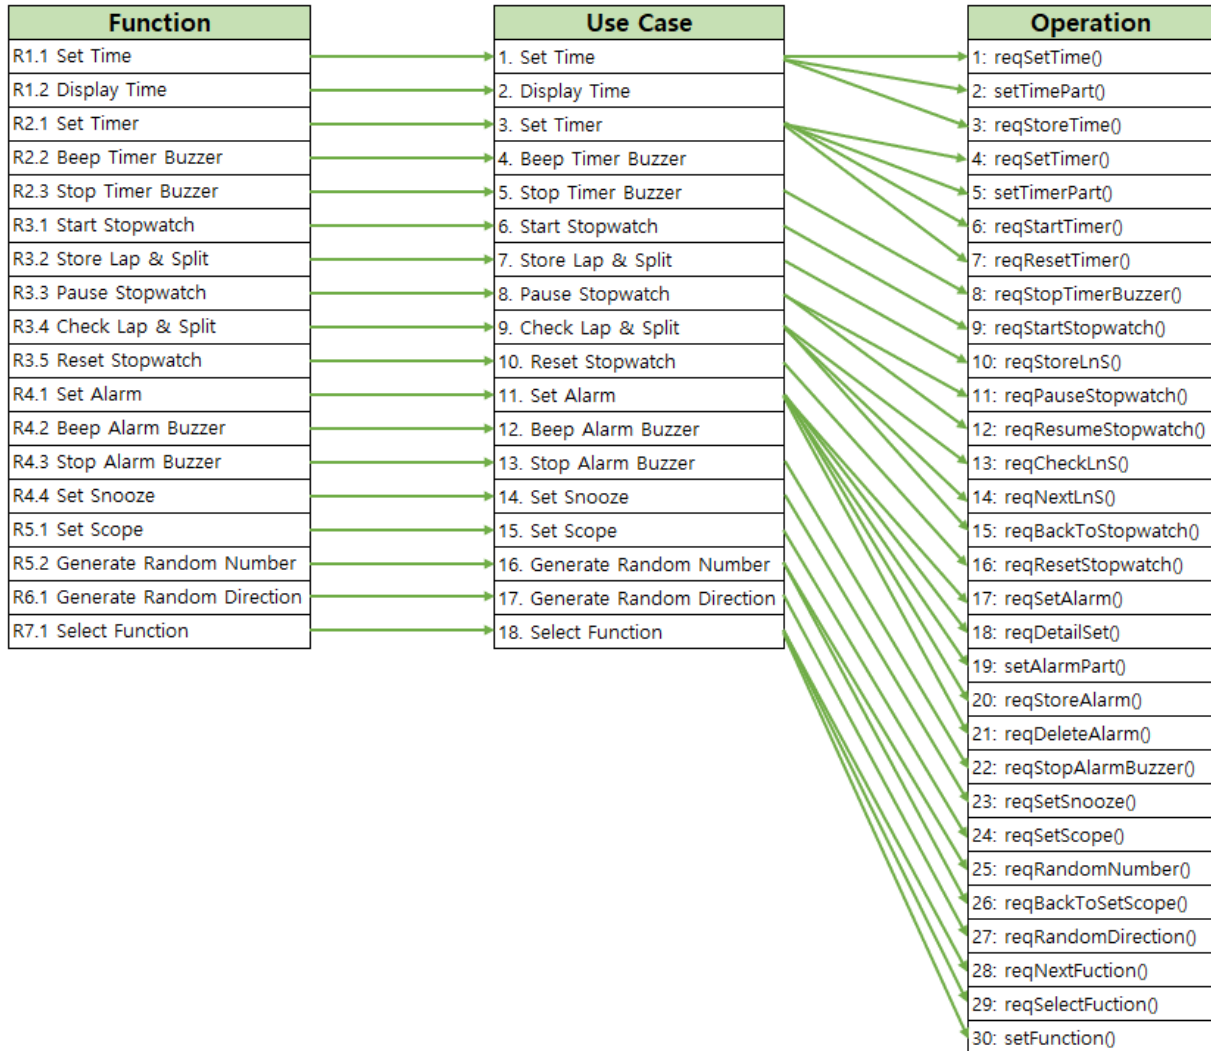 Function
R1.1 Set Time
R1.2 Display Time
R2.1 Set Timer
R2.2 Beep Timer Buzzer
R2.3 Stop Timer Buzzer
R3.1 Start Stopwatch
R3.2 Store Lap & Split
R3.3 Pause Stopwatch
R3.4 Check Lap & Split
R3.5 Reset Stopwatch
R4.1 Set Alarm
R4.2 Beep Alarm Buzzer
R4.3 Stop Alarm Buzzer
R4.4 Set Snooze
R5.1 Set Scope
R5.2 Generate Random Number
R6.1 Generate Random Direction
R7.1 Select Function
Use Case
1. Set Time
2. Display Time
3. Set Timer
4. Beep Timer Buzzer
5. Stop Timer Buzzer
6. Start Stopwatch
7. Store Lap & Split
8. Pause Stopwatch
9. Check Lap & Split
10. Reset Stopwatch
11. Set Alarm
12. Beep Alarm Buzzer
13. Stop Alarm Buzzer
14. Set Snooze
15. Set Scope
16. Generate Random Number
17. Generate Random Direction
18. Select Function
Operation
1: reqSetTime()
2: setTimePart()
3: reqStoreTime()
4: reqSetTimer()
5: setTimerPart()
6: reqStartTimer()
7: reqResetTimer()
8: reqStopTimerBuzzer()
9: reqStartStopwatch()
10: reqStoreLnS()
11: reqPauseStopwatch()
12: reqResumeStopwatch()
13: reqCheckLnS()
14: reqNextLnS()
15: reqBackToStopwatch()
16: reqResetStopwatch()
17: reqSetAlarm()
18: reqDetailSet()
19: setAlarmPart()
20: reqStoreAlarm()
21: reqDeleteAlarm()
22: reqStopAlarmBuzzer()
23: reqSetSnooze()
24: reqSetScope()
25: reqRandomNumber()
26: reqBackToSetScope()
27: reqRandomDirection()
28: reqNextFuction()
29: reqSelectFuction()
30: setFunction()